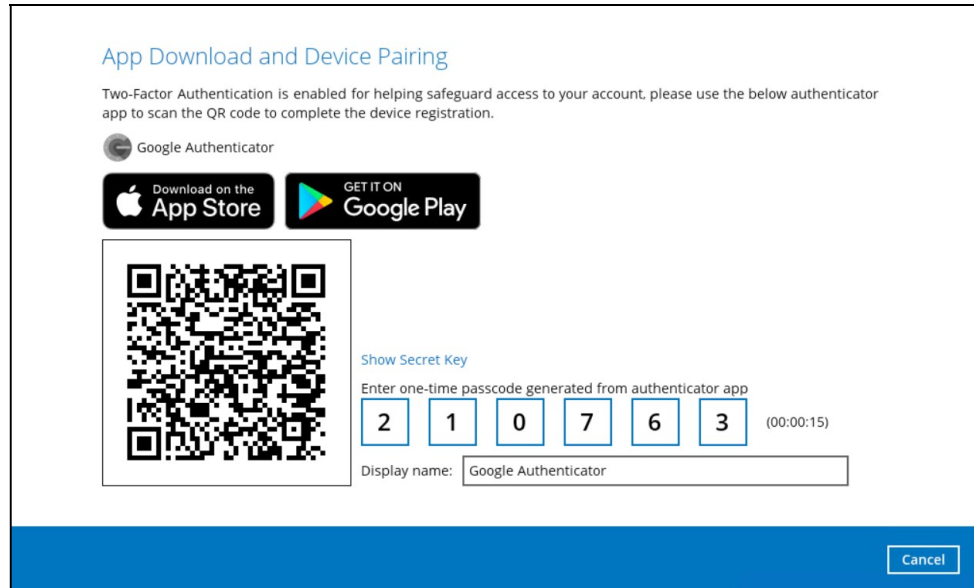 App Download and Device Pairing
Two-Factor Authentication is enabled for helping safeguard access to your account, please use the below authenticator
app to scan the QR code to complete the device registration.
Google Authenticator
Download on the
App Store
GET IT ON
Google Play
Show Secret Key
Enter one-time passcode generated from authenticator app
2 1 0 7 6 3 (00:00:15)
Display name: Google Authenticator
Cancel